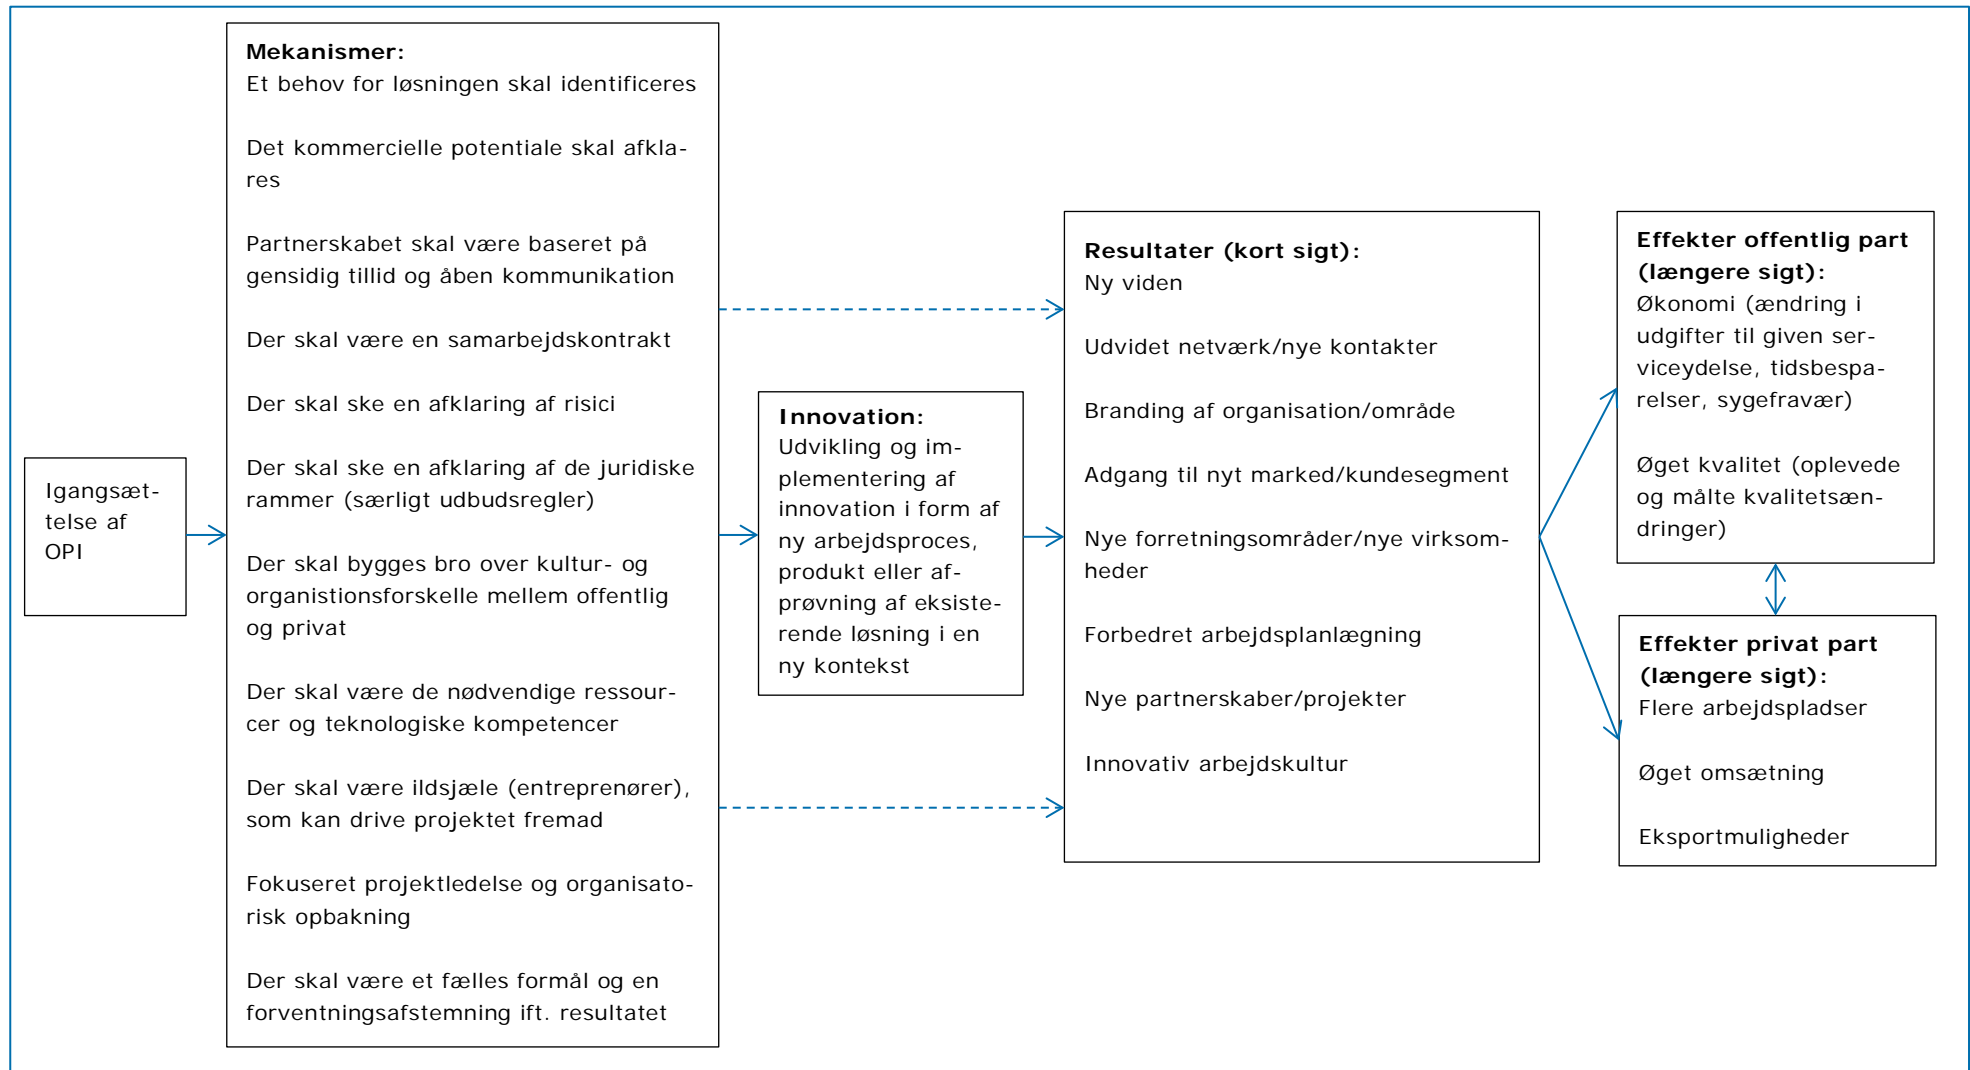 Igangsæt-
telse af
OPI
Mekanismer:
Et behov for løsningen skal identificeres
Det kommercielle potentiale skal afkla-
res
Partnerskabet skal være baseret på
gensidig tillid og åben kommunikation
Der skal være en samarbejdskontrakt
Der skal ske en afklaring af risici
Der skal ske en afklaring af de juridiske
rammer (særligt udbudsregler)
Der skal bygges bro over kultur- og
organistionsforskelle mellem offentlig
og privat
Der skal være de nødvendige ressour-
cer og teknologiske kompetencer
Der skal være ildsjæle (entreprenører),
som kan drive projektet fremad
Fokuseret projektledelse og organisato-
risk opbakning
Der skal være et fælles formål og en
forventningsafstemning ift. resultatet
Innovation:
Udvikling og im-
plementering af
innovation i form af
ny arbejdsproces,
produkt eller af-
prøvning af eksiste-
rende løsning i en
ny kontekst
Resultater (kort sigt):
Ny viden
Udvidet netværk/nye kontakter
Branding af organisation/område
Adgang til nyt marked/kundesegment
Nye forretningsområder/nye virksom-
heder
Forbedret arbejdsplanlægning
Nye partnerskaber/projekter
Innovativ arbejdskultur
Effekter offentlig part
(længere sigt):
Økonomi (ændring i
udgifter til given ser-
viceydelse, tidsbespa-
relser, sygefravær)
Øget kvalitet (oplevede
og målte kvalitetsæn-
dringer)
Effekter privat part
(længere sigt):
Flere arbejdspladser
Øget omsætning
Eksportmuligheder